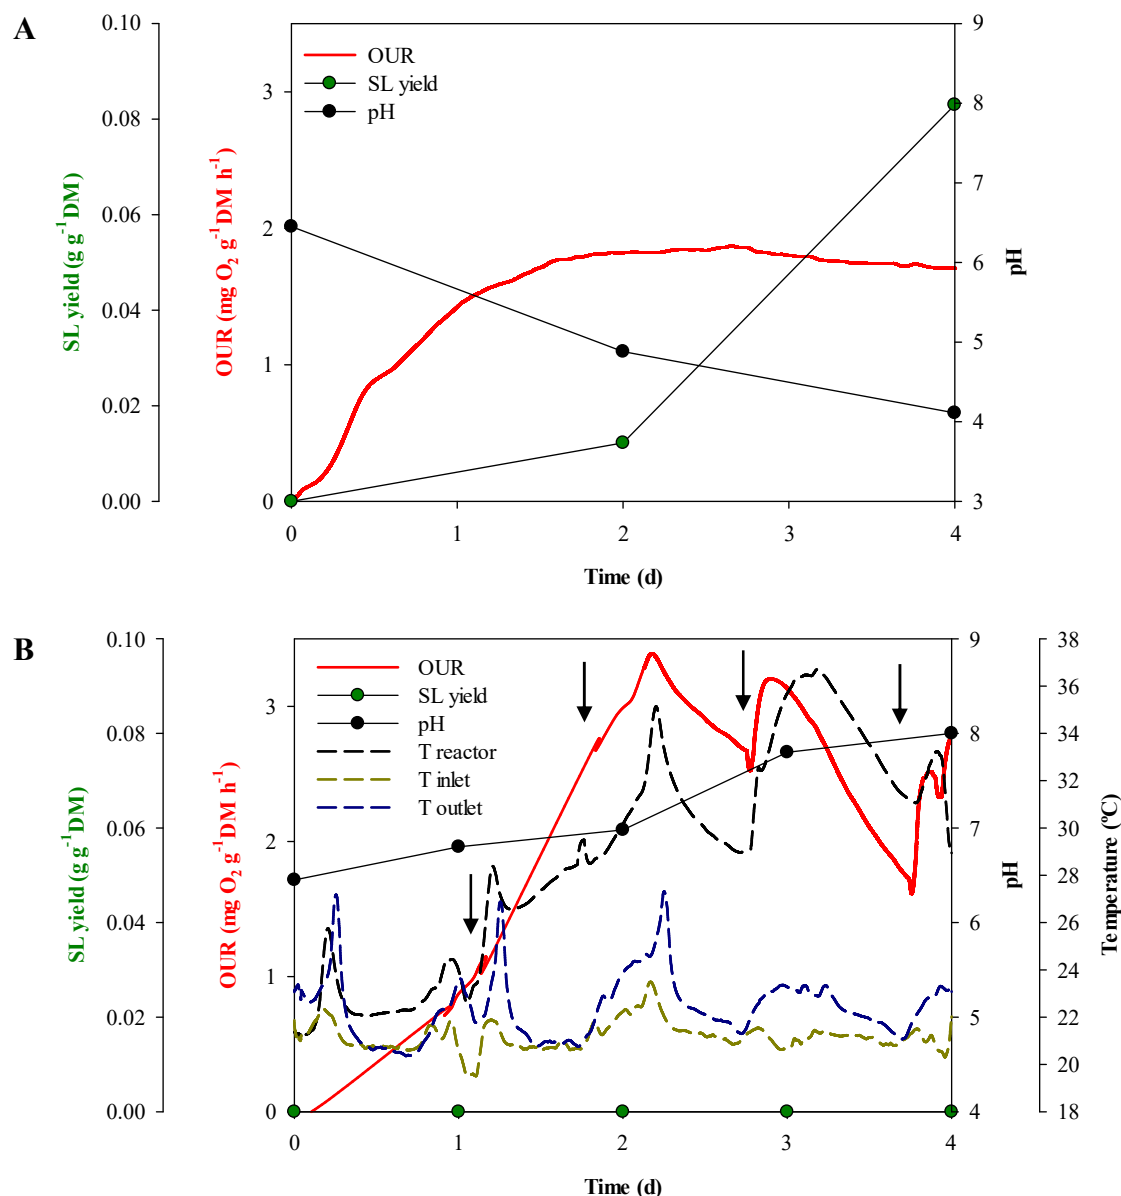 A
0.10
0.08
0.06
0.04
0.02
0.00
SL yield (g g⁻¹DM)
3
2
1
0
OUR (mg O₂ g⁻¹DM h⁻¹)
OUR
SL yield
pH
9
8
7
6
5
4
3
pH
0 1 2 3 4
Time (d)
B
0.10
0.08
0.06
0.04
0.02
0.00
SL yield (g g⁻¹DM)
3
2
1
1
OUR (mg O₂ g⁻¹DM h⁻¹)
OUR
SL yield
pH
T reactor
T inlet
T outlet
9
8
7
6
5
4
pH
38
36
34
32
30
28
26
24
22
20
18
Temperature (ºC)
0 1 2 3 4
Time (d)